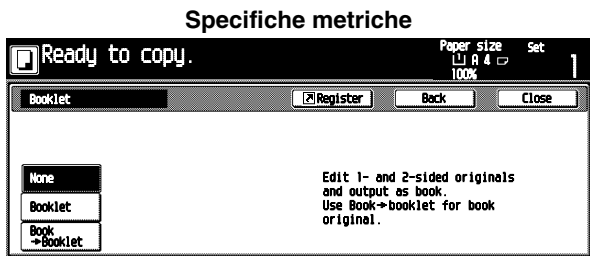 Specifiche metriche
Ready to copy.
Paper size
Set
A4
100%
1
Booklet
Register
Back
Close
None
Booklet
Book
→Booklet
Edit 1- and 2-sided originals
and output as book.
Use Book→booklet for book
original.